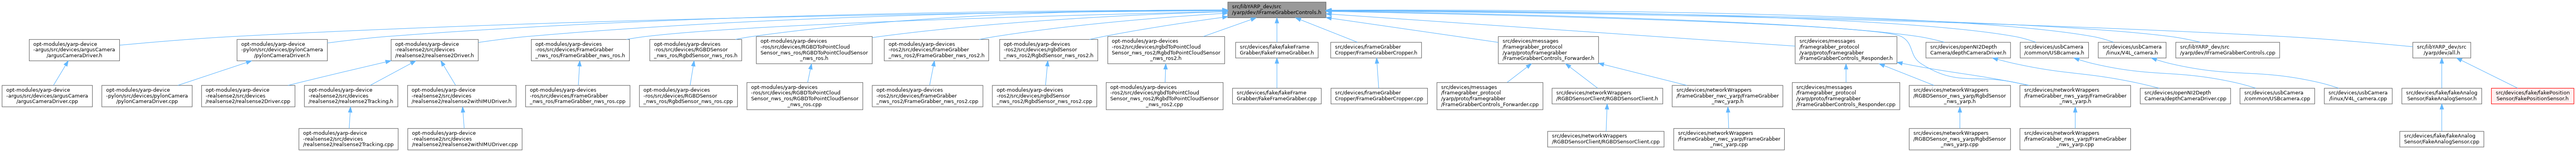 src/libYARP_dev/src
/yarp/dev/IFrameGrabberControls.h
opt-modules/yarp-device
-argus/src/devices/argusCamera
/argusCameraDriver.h
opt-modules/yarp-device
-pylon/src/devices/pylonCamera
/pylonCameraDriver.h
opt-modules/yarp-device
-realsense2/src/devices
/realsense2/realsense2Driver.h
opt-modules/yarp-devices
-ros/src/devices/FrameGrabber
_nws_ros/FrameGrabber_nws_ros.h
opt-modules/yarp-devices
-ros/src/devices/RGBDSensor
_nws_ros/RgbdSensor_nws_ros.h
opt-modules/yarp-devices
-ros/src/devices/RGBDToPointCloud
Sensor_nws_ros/RGBDToPointCloudSensor
_nws_ros.h
opt-modules/yarp-devices
-ros2/src/devices/frameGrabber
_nws_ros2/FrameGrabber_nws_ros2.h
opt-modules/yarp-devices
-ros2/src/devices/rgbdSensor
_nws_ros2/RgbdSensor_nws_ros2.h
opt-modules/yarp-devices
-ros2/src/devices/rgbdToPointCloud
Sensor_nws_ros2/RgbdToPointCloudSensor
_nws_ros2.h
src/devices/fake/fakeFrame
Grabber/FakeFrameGrabber.h
src/devices/frameGrabber
Cropper/FrameGrabberCropper.h
src/devices/messages
/framegrabber_protocol
/yarp/proto/framegrabber
/FrameGrabberControls_Forwarder.h
src/devices/messages
/framegrabber_protocol
/yarp/proto/framegrabber
/FrameGrabberControls_Responder.h
src/devices/openNI2Depth
Camera/depthCameraDriver.h
src/devices/usbCamera
/common/USBcamera.h
src/devices/usbCamera
/linux/V4L_camera.h
src/libYARP_dev/src
/yarp/dev/IFrameGrabberControls.cpp
src/libYARP_dev/src
/yarp/dev/all.h
opt-modules/yarp-device
-argus/src/devices/argusCamera
/argusCameraDriver.cpp
opt-modules/yarp-device
-pylon/src/devices/pylonCamera
/pylonCameraDriver.cpp
opt-modules/yarp-device
-realsense2/src/devices
/realsense2/realsense2Driver.cpp
opt-modules/yarp-device
-realsense2/src/devices
/realsense2/realsense2Tracking.h
opt-modules/yarp-device
-realsense2/src/devices
/realsense2/realsense2withIMUDriver.h
opt-modules/yarp-devices
-ros/src/devices/FrameGrabber
_nws_ros/FrameGrabber_nws_ros.cpp
opt-modules/yarp-devices
-ros/src/devices/RGBDSensor
_nws_ros/RgbdSensor_nws_ros.cpp
opt-modules/yarp-devices
-ros/src/devices/RGBDToPointCloud
Sensor_nws_ros/RGBDToPointCloudSensor
_nws_ros.cpp
opt-modules/yarp-devices
-ros2/src/devices/frameGrabber
_nws_ros2/FrameGrabber_nws_ros2.cpp
opt-modules/yarp-devices
-ros2/src/devices/rgbdSensor
_nws_ros2/RgbdSensor_nws_ros2.cpp
opt-modules/yarp-devices
-ros2/src/devices/rgbdToPointCloud
Sensor_nws_ros2/RgbdToPointCloudSensor
_nws_ros2.cpp
src/devices/fake/fakeFrame
Grabber/FakeFrameGrabber.cpp
src/devices/frameGrabber
Cropper/FrameGrabberCropper.cpp
src/devices/messages
/framegrabber_protocol
/yarp/proto/framegrabber
/FrameGrabberControls_Forwarder.cpp
src/devices/networkWrappers
/RGBDSensorClient/RGBDSensorClient.h
src/devices/networkWrappers
/frameGrabber_nwc_yarp/FrameGrabber
_nwc_yarp.h
src/devices/messages
/framegrabber_protocol
/yarp/proto/framegrabber
/FrameGrabberControls_Responder.cpp
src/devices/networkWrappers
/RGBDSensor_nws_yarp/RgbdSensor
_nws_yarp.h
src/devices/networkWrappers
/frameGrabber_nws_yarp/FrameGrabber
_nws_yarp.h
src/devices/openNI2Depth
Camera/depthCameraDriver.cpp
src/devices/usbCamera
/common/USBcamera.cpp
src/devices/usbCamera
/linux/V4L_camera.cpp
src/devices/fake/fakeAnalog
Sensor/FakeAnalogSensor.h
src/devices/fake/fakePosition
Sensor/FakePositionSensor.h
opt-modules/yarp-device
-realsense2/src/devices
/realsense2/realsense2Tracking.cpp
opt-modules/yarp-device
-realsense2/src/devices
/realsense2/realsense2withIMUDriver.cpp
src/devices/networkWrappers
/RGBDSensorClient/RGBDSensorClient.cpp
src/devices/networkWrappers
/frameGrabber_nwc_yarp/FrameGrabber
_nwc_yarp.cpp
src/devices/networkWrappers
/RGBDSensor_nws_yarp/RgbdSensor
_nws_yarp.cpp
src/devices/networkWrappers
/frameGrabber_nws_yarp/FrameGrabber
_nws_yarp.cpp
src/devices/fake/fakeAnalog
Sensor/FakeAnalogSensor.cpp